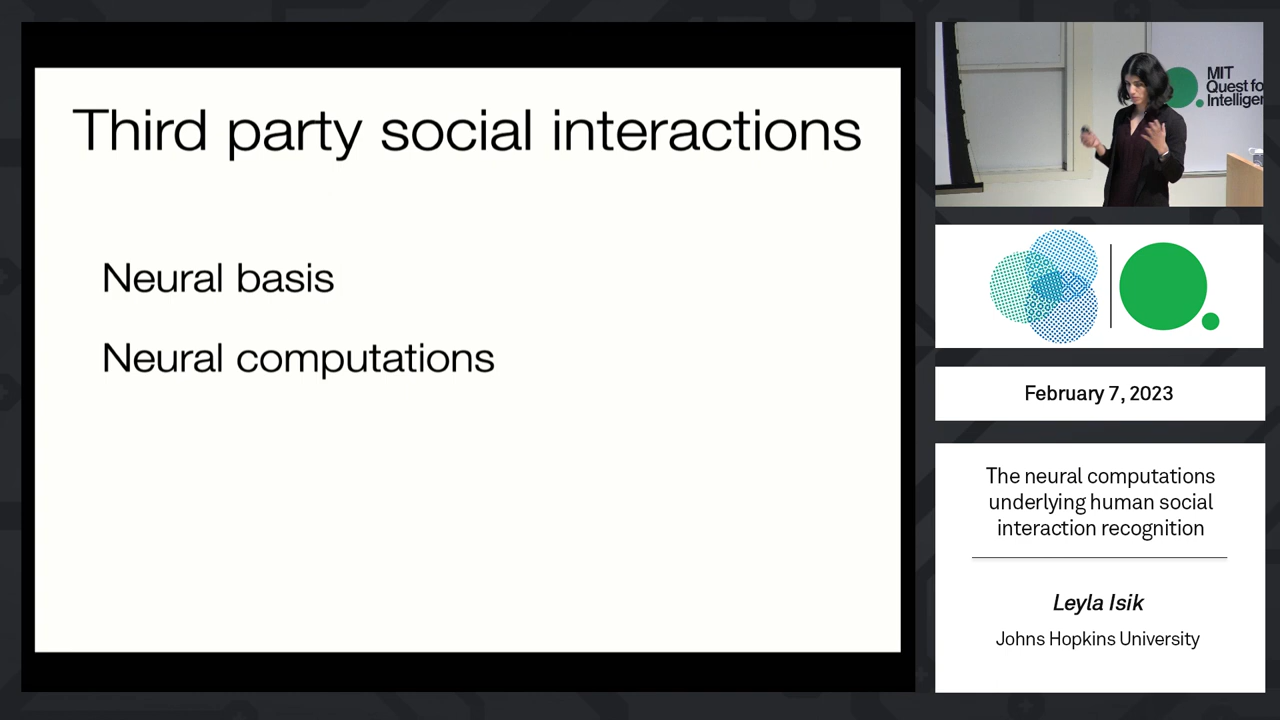 Third party social interactions
Neural basis
Neural computations
MIT
Quest fo
Intelliger
February 7, 2023
The neural computations
underlying human social
interaction recognition
Leyla Isik
Johns Hopkins University